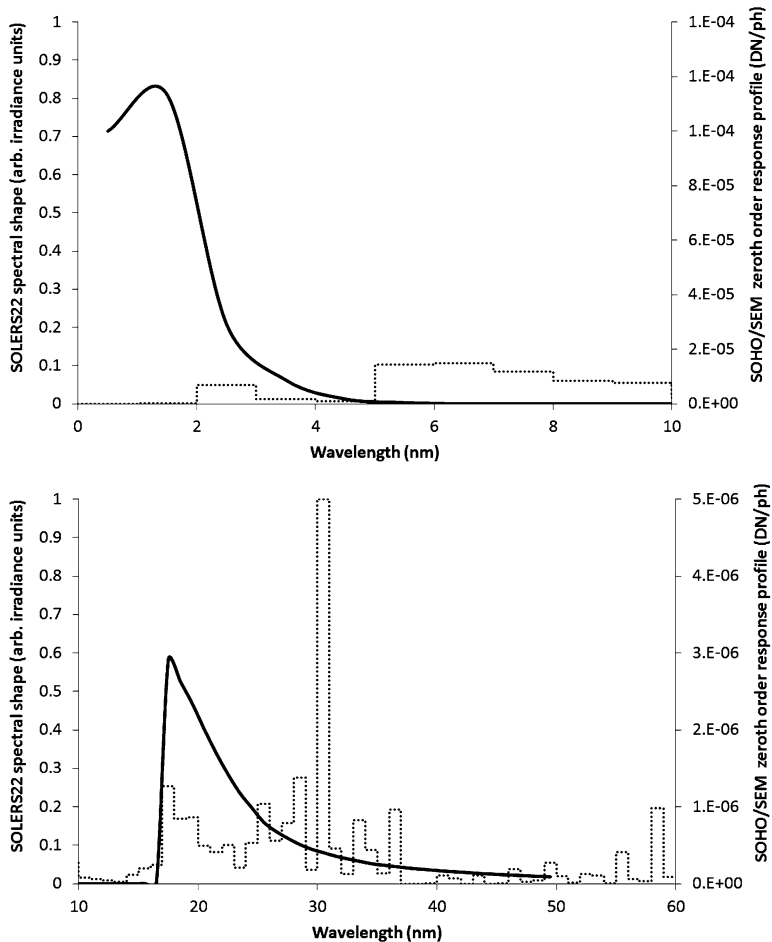 SOLERS22 spectral shape (arb. irradiance units)
1
0.9
0.8
0.7
0.6
0.5
0.4
0.3
0.2
0.1
0
1.E-04
1.E-04
1.E-04
8.E-05
6.E-05
4.E-05
2.E-05
0.E+00
SOHO/SEM zeroth order response profile (DN/ph)
0 2 4 6 8 10
Wavelength (nm)
SOLERS22 spectral shape (arb. irradiance units)
1
0.9
0.8
0.7
0.6
0.5
0.4
0.3
0.2
0.1
0
5.E-06
4.E-06
3.E-06
2.E-06
1.E-06
0.E+00
SOHO/SEM zeroth order response profile (DN/ph)
10 20 30 40 50 60
Wavelength (nm)